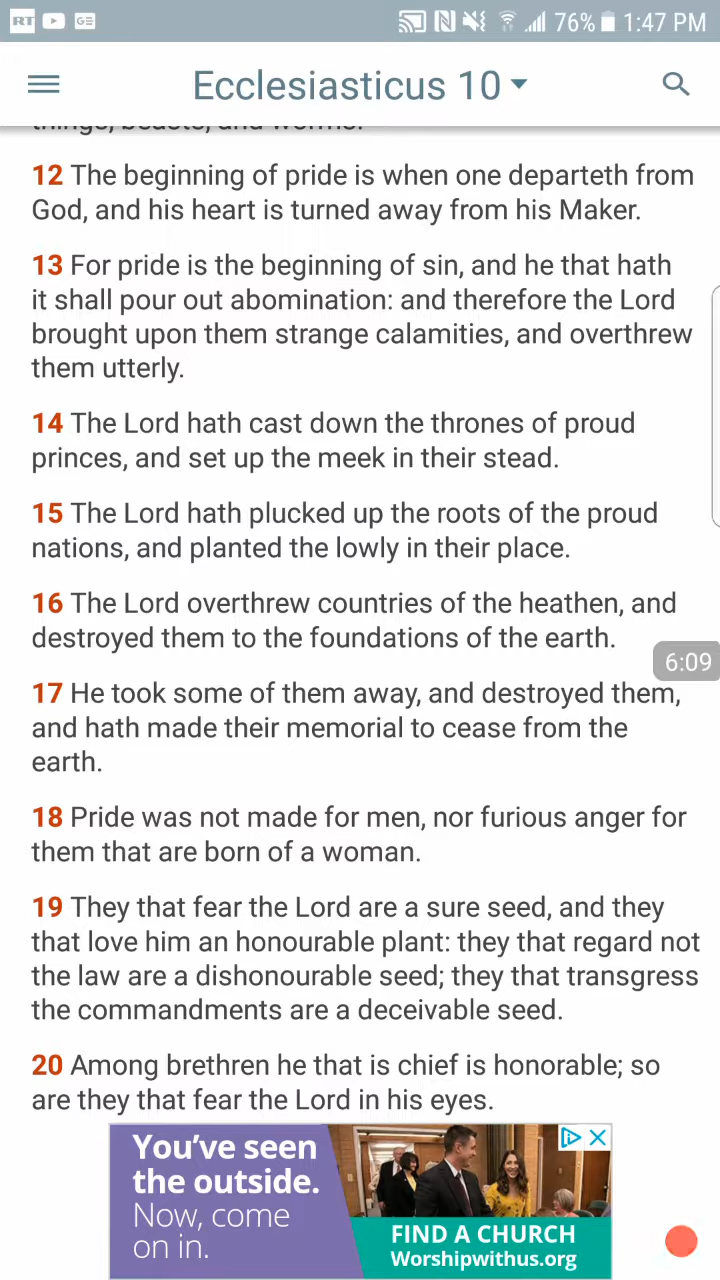 RT
GE
76%
1:47 PM
Ecclesiasticus 10
things, beasts, and worms.
12 The beginning of pride is when one departeth from
God, and his heart is turned away from his Maker.
13 For pride is the beginning of sin, and he that hath
it shall pour out abomination: and therefore the Lord
brought upon them strange calamities, and overthrew
them utterly.
14 The Lord hath cast down the thrones of proud
princes, and set up the meek in their stead.
15 The Lord hath plucked up the roots of the proud
nations, and planted the lowly in their place.
16 The Lord overthrew countries of the heathen, and
destroyed them to the foundations of the earth.
6:09
17 He took some of them away, and destroyed them,
and hath made their memorial to cease from the
earth.
18 Pride was not made for men, nor furious anger for
them that are born of a woman.
19 They that fear the Lord are a sure seed, and they
that love him an honourable plant: they that regard not
the law are a dishonourable seed; they that transgress
the commandments are a deceivable seed.
20 Among brethren he that is chief is honorable; so
are they that fear the Lord in his eyes.
You've seen
the outside.
Now, come
on in.
FIND A CHURCH
Worshipwithus.org